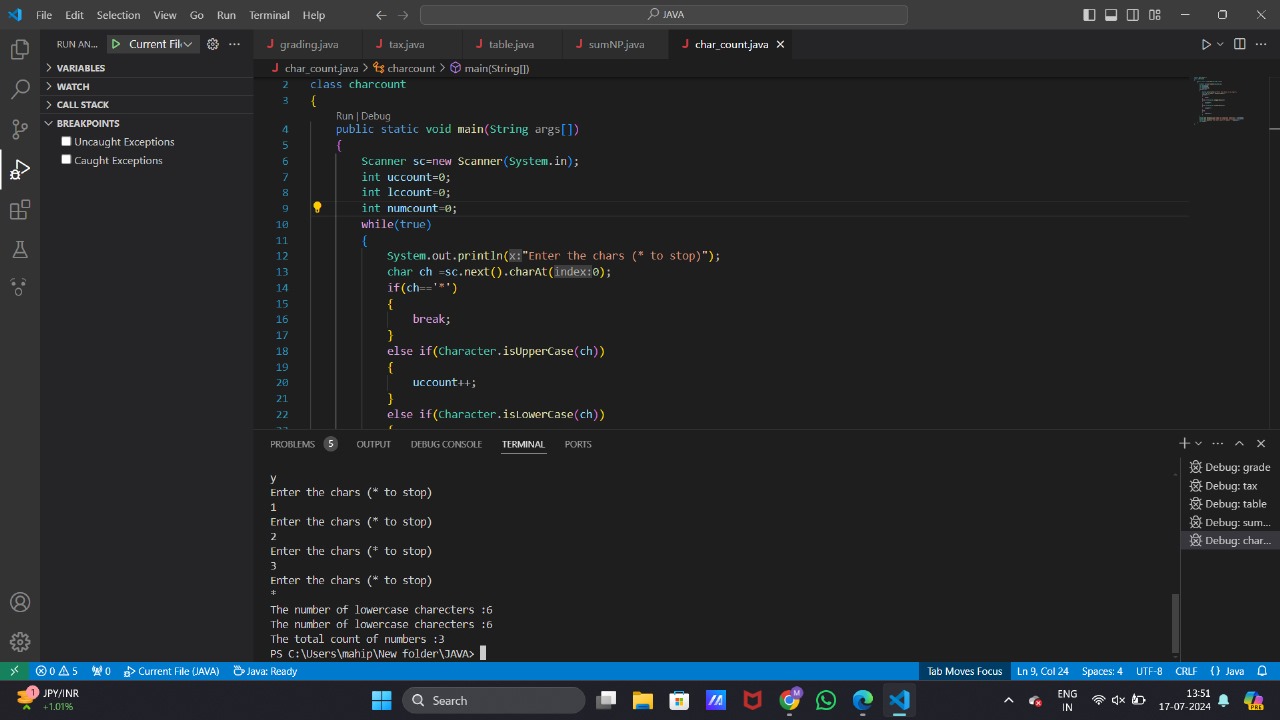 File Edit Selection View Go Run Terminal Help
JAVA
RUN AN... Current Fil
grading.java tax.java table.java sumNP.java char_count.java
VARIABLES
WATCH
CALL STACK
BREAKPOINTS
Uncaught Exceptions
Caught Exceptions
char_count.java > charcount > main(String[])
2 class charcount
3 {
Run | Debug
4 public static void main(String args[])
5 {
6 Scanner sc=new Scanner(System.in);
7 int uccount=0;
8 int lccount=0;
9 int numcount=0;
10 while(true)
11 {
12 System.out.println(x:"Enter the chars (* to stop)");
13 char ch =sc.next().charAt(index:0);
14 if(ch=='*')
15 {
16 break;
17 }
18 else if(Character.isUpperCase(ch))
19 {
20 uccount++;
21 }
22 else if(Character.isLowerCase(ch))
PROBLEMS 5 OUTPUT DEBUG CONSOLE TERMINAL PORTS
y
Enter the chars (* to stop)
1
Enter the chars (* to stop)
2
Enter the chars (* to stop)
3
Enter the chars (* to stop)
*
The number of lowercase charecters :6
The number of lowercase charecters :6
The total count of numbers :3
PS C:\Users\mahip\New folder\JAVA>
Debug: grade
Debug: tax
Debug: table
Debug: sum...
Debug: char...
0 5 0 Current File (JAVA) Java: Ready Tab Moves Focus Ln 9, Col 24 Spaces: 4 UTF-8 CRLF {} Java
1 JPY/INR
+1.01%
Search
M
ENG
IN
13:51
17-07-2024
PRE